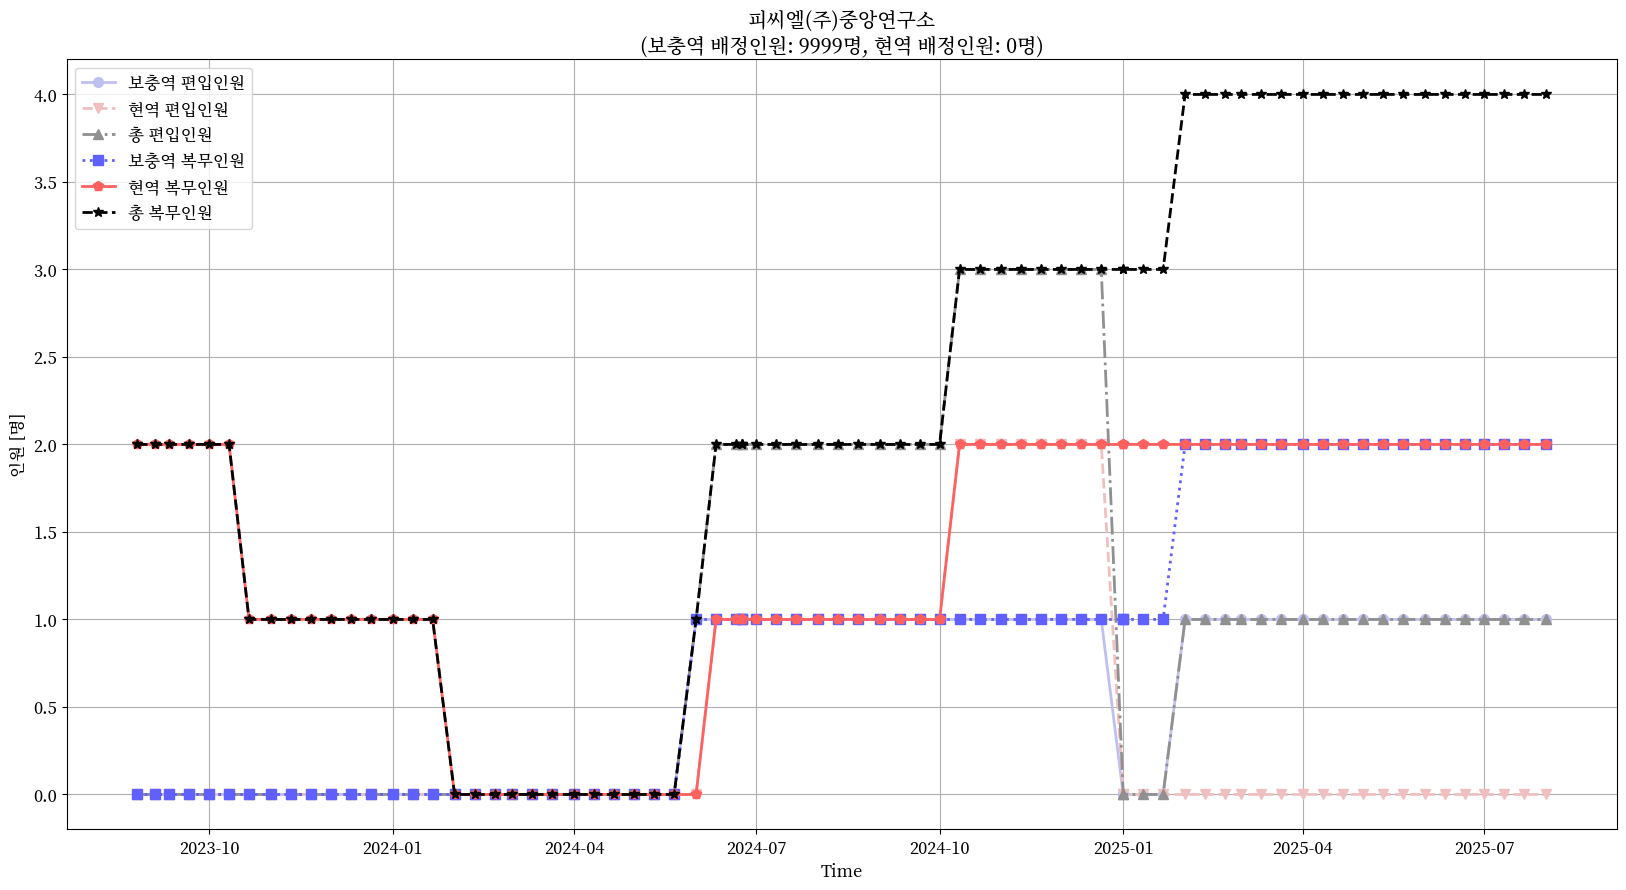 피씨엘(주)중앙연구소
(보충역 배정인원: 9999명, 현역 배정인원: 0명)
보충역 편입인원
현역 편입인원
총 편입인원
보충역 복무인원
현역 복무인원
총 복무인원
인원 [명]
4.0
3.5
3.0
2.5
2.0
1.5
1.0
0.5
0.0
2023-10
2024-01
2024-04
2024-07
2024-10
2025-01
2025-04
2025-07
Time